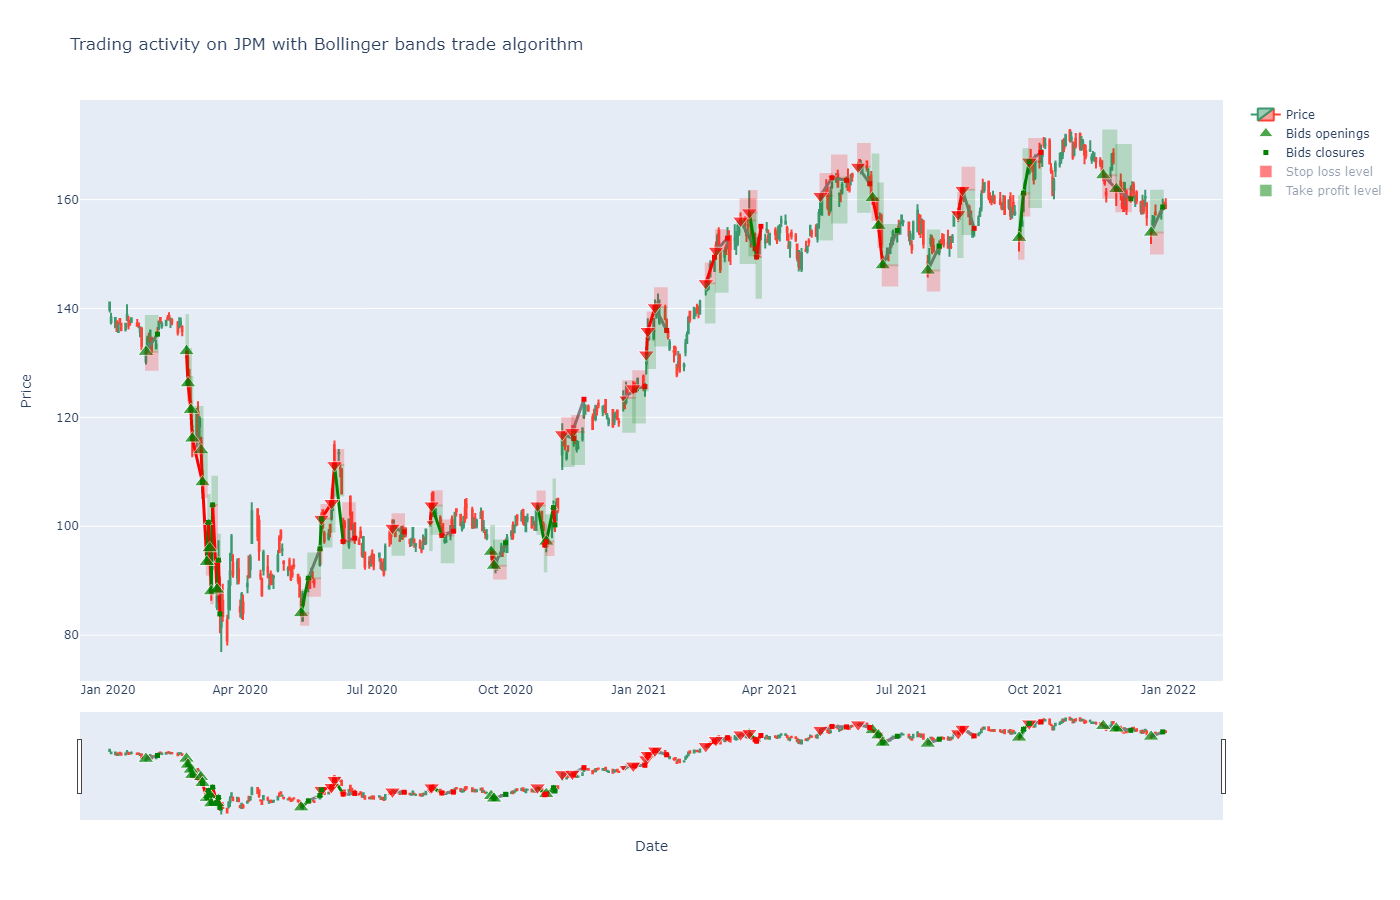 Trading activity on JPM with Bollinger bands trade algorithm
Price
Bids openings
Bids closures
Stop loss level
Take profit level
160
140
120
100
80
Price
Jan 2020
Apr 2020
Jul 2020
Oct 2020
Jan 2021
Apr 2021
Jul 2021
Oct 2021
Jan 2022
Date